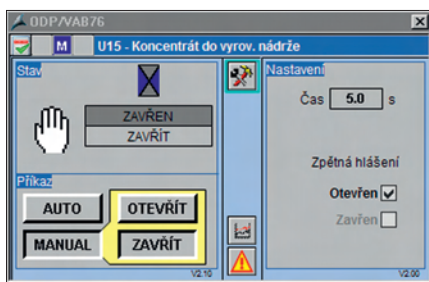 ODP/VAB76
M U15 - Koncentrát do vyrov. nádrže
Stav
ZAVŘEN
ZAVŘÍT
Příkaz
AUTO OTEVŘÍT
MANUAL ZAVŘÍT
V2.10
Nastavení
Čas 5.0 s
Zpětná hlášení
Otevřen
Zavřen
V2.00